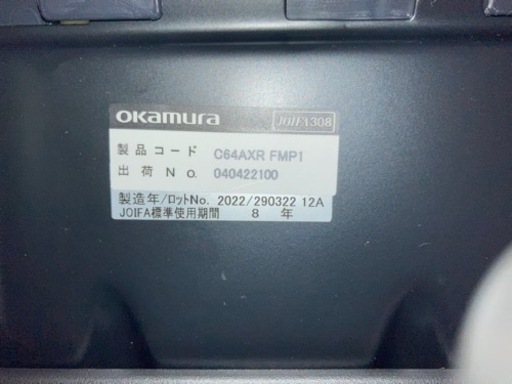 okamura JOIFA308
製品コード C64AXR FMP1
出荷No. 040422100
製造年/ロットNo. 2022/290322 12A
JOIFA標準使用期間 8 年